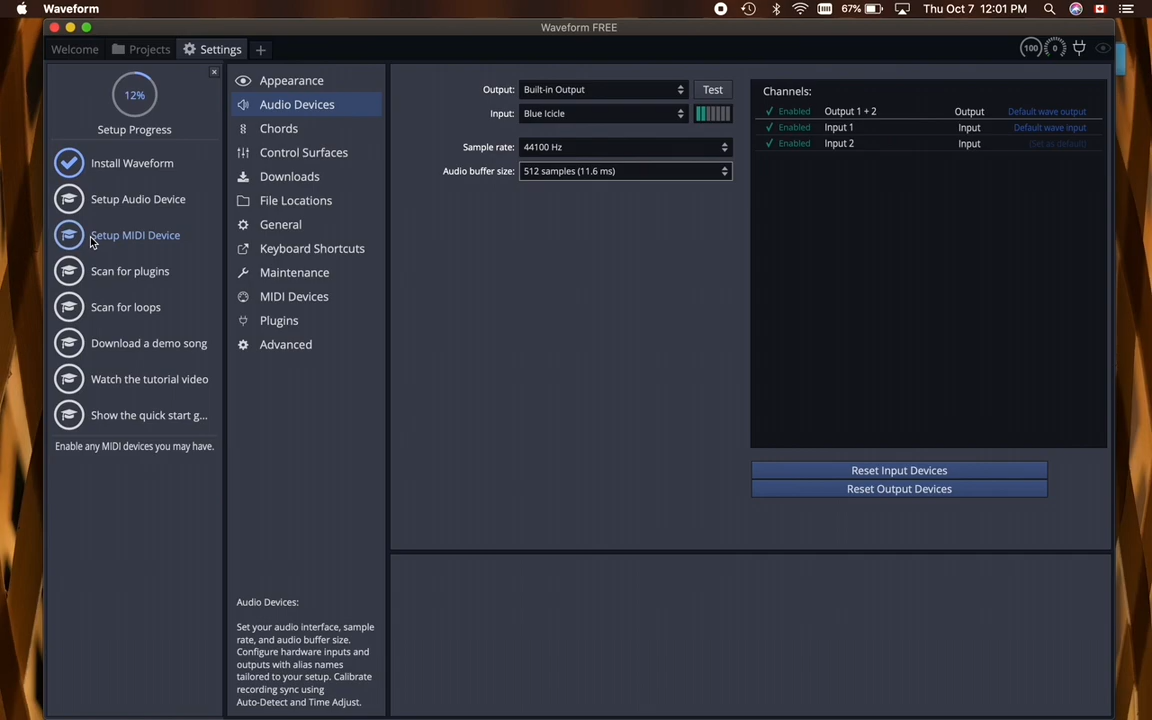 Waveform
67%
Thu Oct 7 12:01 PM
Waveform FREE
Welcome
Projects
Settings
+
100
0
12%
Setup Progress
Install Waveform
Setup Audio Device
Setup MIDI Device
Scan for plugins
Scan for loops
Download a demo song
Watch the tutorial video
Show the quick start g...
Enable any MIDI devices you may have.
Appearance
Audio Devices
Chords
Control Surfaces
Downloads
File Locations
General
Keyboard Shortcuts
Maintenance
MIDI Devices
Plugins
Advanced
Audio Devices:
Set your audio interface, sample
rate, and audio buffer size.
Configure hardware inputs and
outputs with alias names
tailored to your setup. Calibrate
recording sync using
Auto-Detect and Time Adjust.
Output: Built-in Output Test
Input: Blue Icicle
Sample rate: 44100 Hz
Audio buffer size: 512 samples (11.6 ms)
Channels:
Enabled Output 1 + 2 Output Default wave output
Enabled Input 1 Input Default wave input
Enabled Input 2 Input (Set as default)
Reset Input Devices
Reset Output Devices